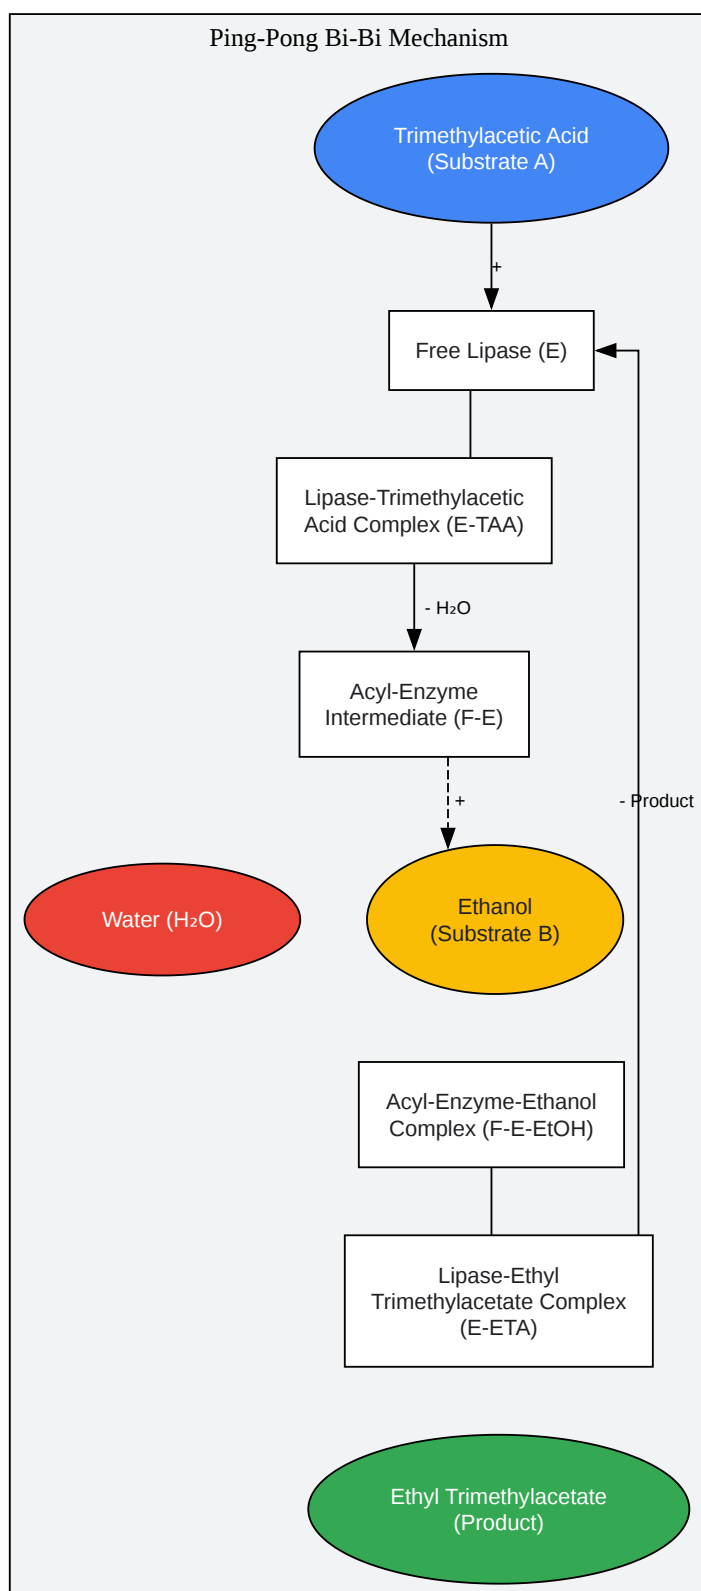 Ping-Pong Bi-Bi Mechanism
Trimethylacetic Acid
(Substrate A)
+
Free Lipase (E)
Lipase-Trimethylacetic
Acid Complex (E-TAA)
- H₂O
Acyl-Enzyme
Intermediate (F-E)
+
- Product
Water (H₂O)
Ethanol
(Substrate B)
Acyl-Enzyme-Ethanol
Complex (F-E-EtOH)
Lipase-Ethyl
Trimethylacetate Complex
(E-ETA)
Ethyl Trimethylacetate
(Product)